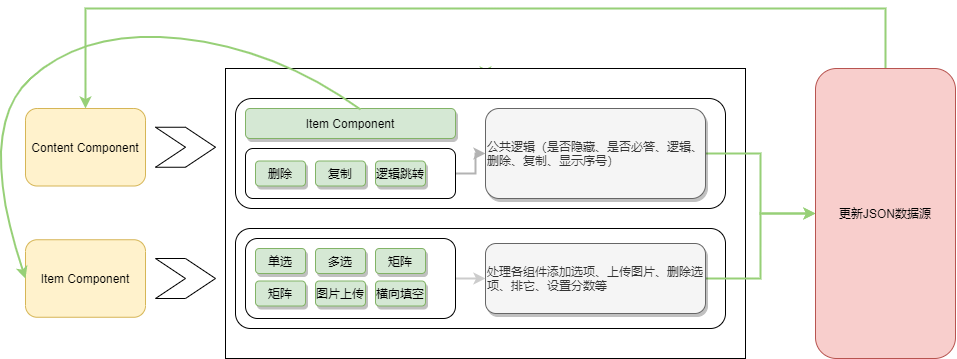 Content Component
Item Component
删除
复制
逻辑跳转
公共逻辑（是否隐藏、是否必答、逻辑、
删除、复制、显示序号）
Item Component
单选
多选
矩阵
矩阵
图片上传
横向填空
处理各组件添加选项、上传图片、删除选
项、排它、设置分数等
更新JSON数据源